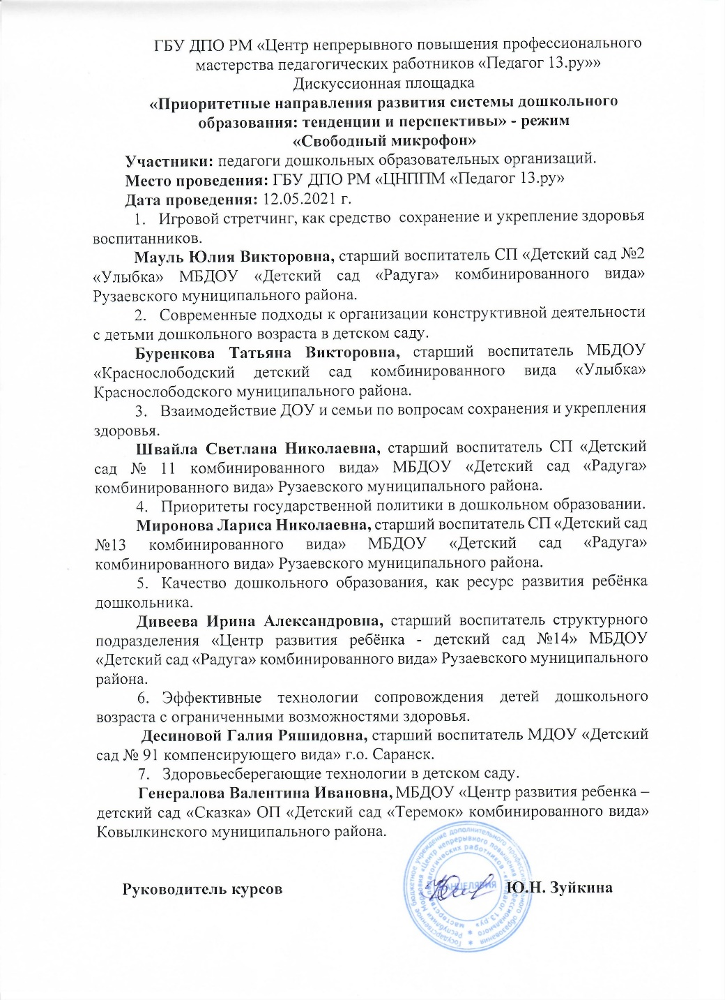 ГБУ ДПО РМ «Центр непрерывного повышения профессионального
мастерства педагогических работников «Педагог 13.ру»»
Дискуссионная площадка
«Приоритетные направления развития системы дошкольного
образования: тенденции и перспективы» - режим
«Свободный микрофон»
Участники: педагоги дошкольных образовательных организаций.
Место проведения: ГБУ ДПО РМ «ЦНППМ «Педагог 13.ру»
Дата проведения: 12.05.2021 г.
1. Игровой стретчинг, как средство сохранение и укрепление здоровья
воспитанников.
Мауль Юлия Викторовна, старший воспитатель СП «Детский сад №2
«Улыбка» МБДОУ «Детский сад «Радуга» комбинированного вида»
Рузаевского муниципального района.
2. Современные подходы к организации конструктивной деятельности
с детьми дошкольного возраста в детском саду.
Буренкова Татьяна Викторовна, старший воспитатель МБДОУ
«Краснослободский детский сад комбинированного вида «Улыбка»
Краснослободского муниципального района.
3. Взаимодействие ДОУ и семьи по вопросам сохранения и укрепления
здоровья.
Швайла Светлана Николаевна, старший воспитатель СП «Детский
сад № 11 комбинированного вида» МБДОУ «Детский сад «Радуга»
комбинированного вида» Рузаевского муниципального района.
4. Приоритеты государственной политики в дошкольном образовании.
Миронова Лариса Николаевна, старший воспитатель СП «Детский сад
№13 комбинированного вида» МБДОУ «Детский сад «Радуга»
комбинированного вида» Рузаевского муниципального района.
5. Качество дошкольного образования, как ресурс развития ребёнка
дошкольника.
Дивеева Ирина Александровна, старший воспитатель структурного
подразделения «Центр развития ребёнка - детский сад №14» МБДОУ
«Детский сад «Радуга» комбинированного вида» Рузаевского муниципального
района.
6. Эффективные технологии сопровождения детей дошкольного
возраста с ограниченными возможностями здоровья.
Десиновой Галия Ряшидовна, старший воспитатель МДОУ «Детский
сад № 91 компенсирующего вида» г.о. Саранск.
7. Здоровьесберегающие технологии в детском саду.
Генералова Валентина Ивановна, МБДОУ «Центр развития ребенка –
детский сад «Сказка» ОП «Детский сад «Теремок» комбинированного вида»
Ковылкинского муниципального района.
Руководитель курсов Ю.Н. Зуйкина
Государственное бюджетное учреждение дополнительного профессионального образования
Республики Мордовия «Центр непрерывного повышения профессионального
мастерства педагогических работников - «Педагог 13.ру»
КАНЦЕЛЯРИЯ